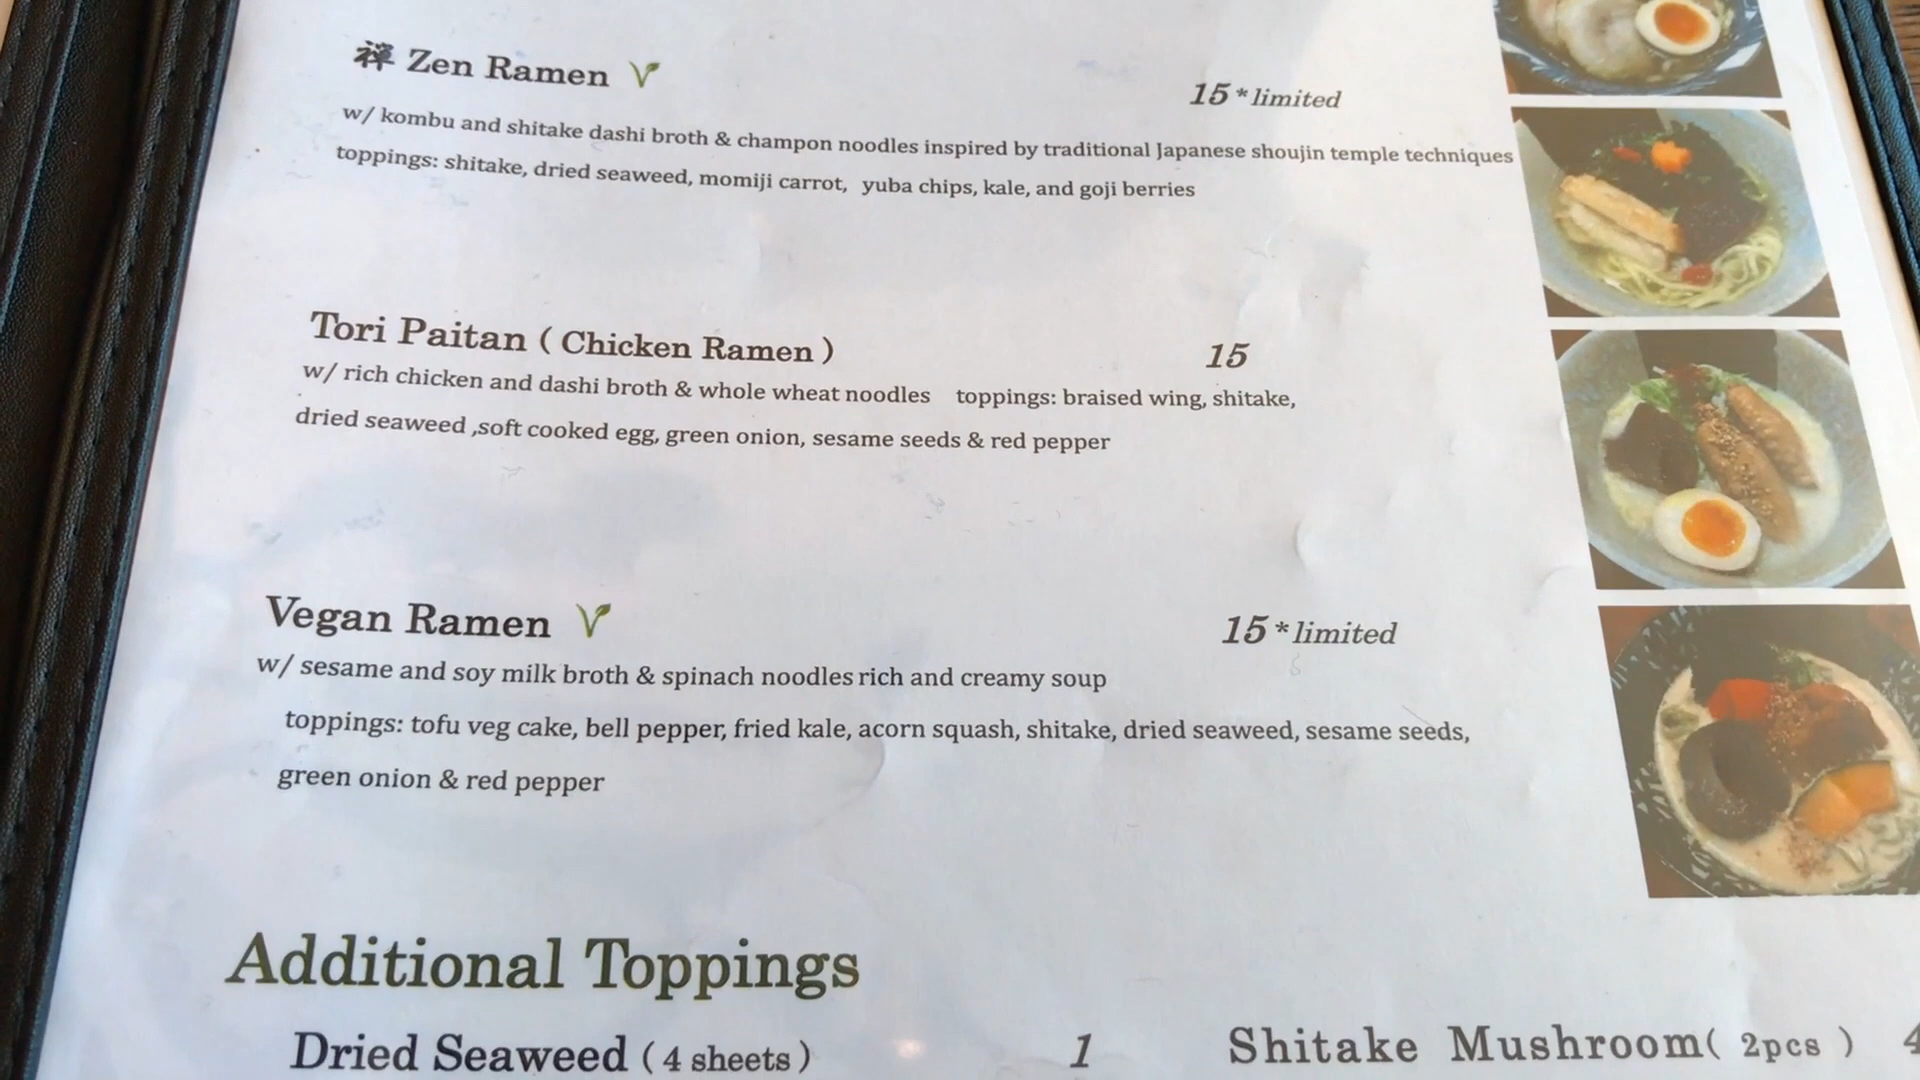 禅 Zen Ramen
15 *limited
w/ kombu and shitake dashi broth & champon noodles inspired by traditional Japanese shoujin temple techniques
toppings: shitake, dried seaweed, momiji carrot, yuba chips, kale, and goji berries
Tori Paitan ( Chicken Ramen )
15
w/ rich chicken and dashi broth & whole wheat noodles toppings: braised wing, shitake,
dried seaweed ,soft cooked egg, green onion, sesame seeds & red pepper
Vegan Ramen
15 *limited
w/ sesame and soy milk broth & spinach noodles rich and creamy soup
toppings: tofu veg cake, bell pepper, fried kale, acorn squash, shitake, dried seaweed, sesame seeds,
green onion & red pepper
Additional Toppings
Dried Seaweed ( 4 sheets ) 1
Shitake Mushroom( 2pcs ) 4